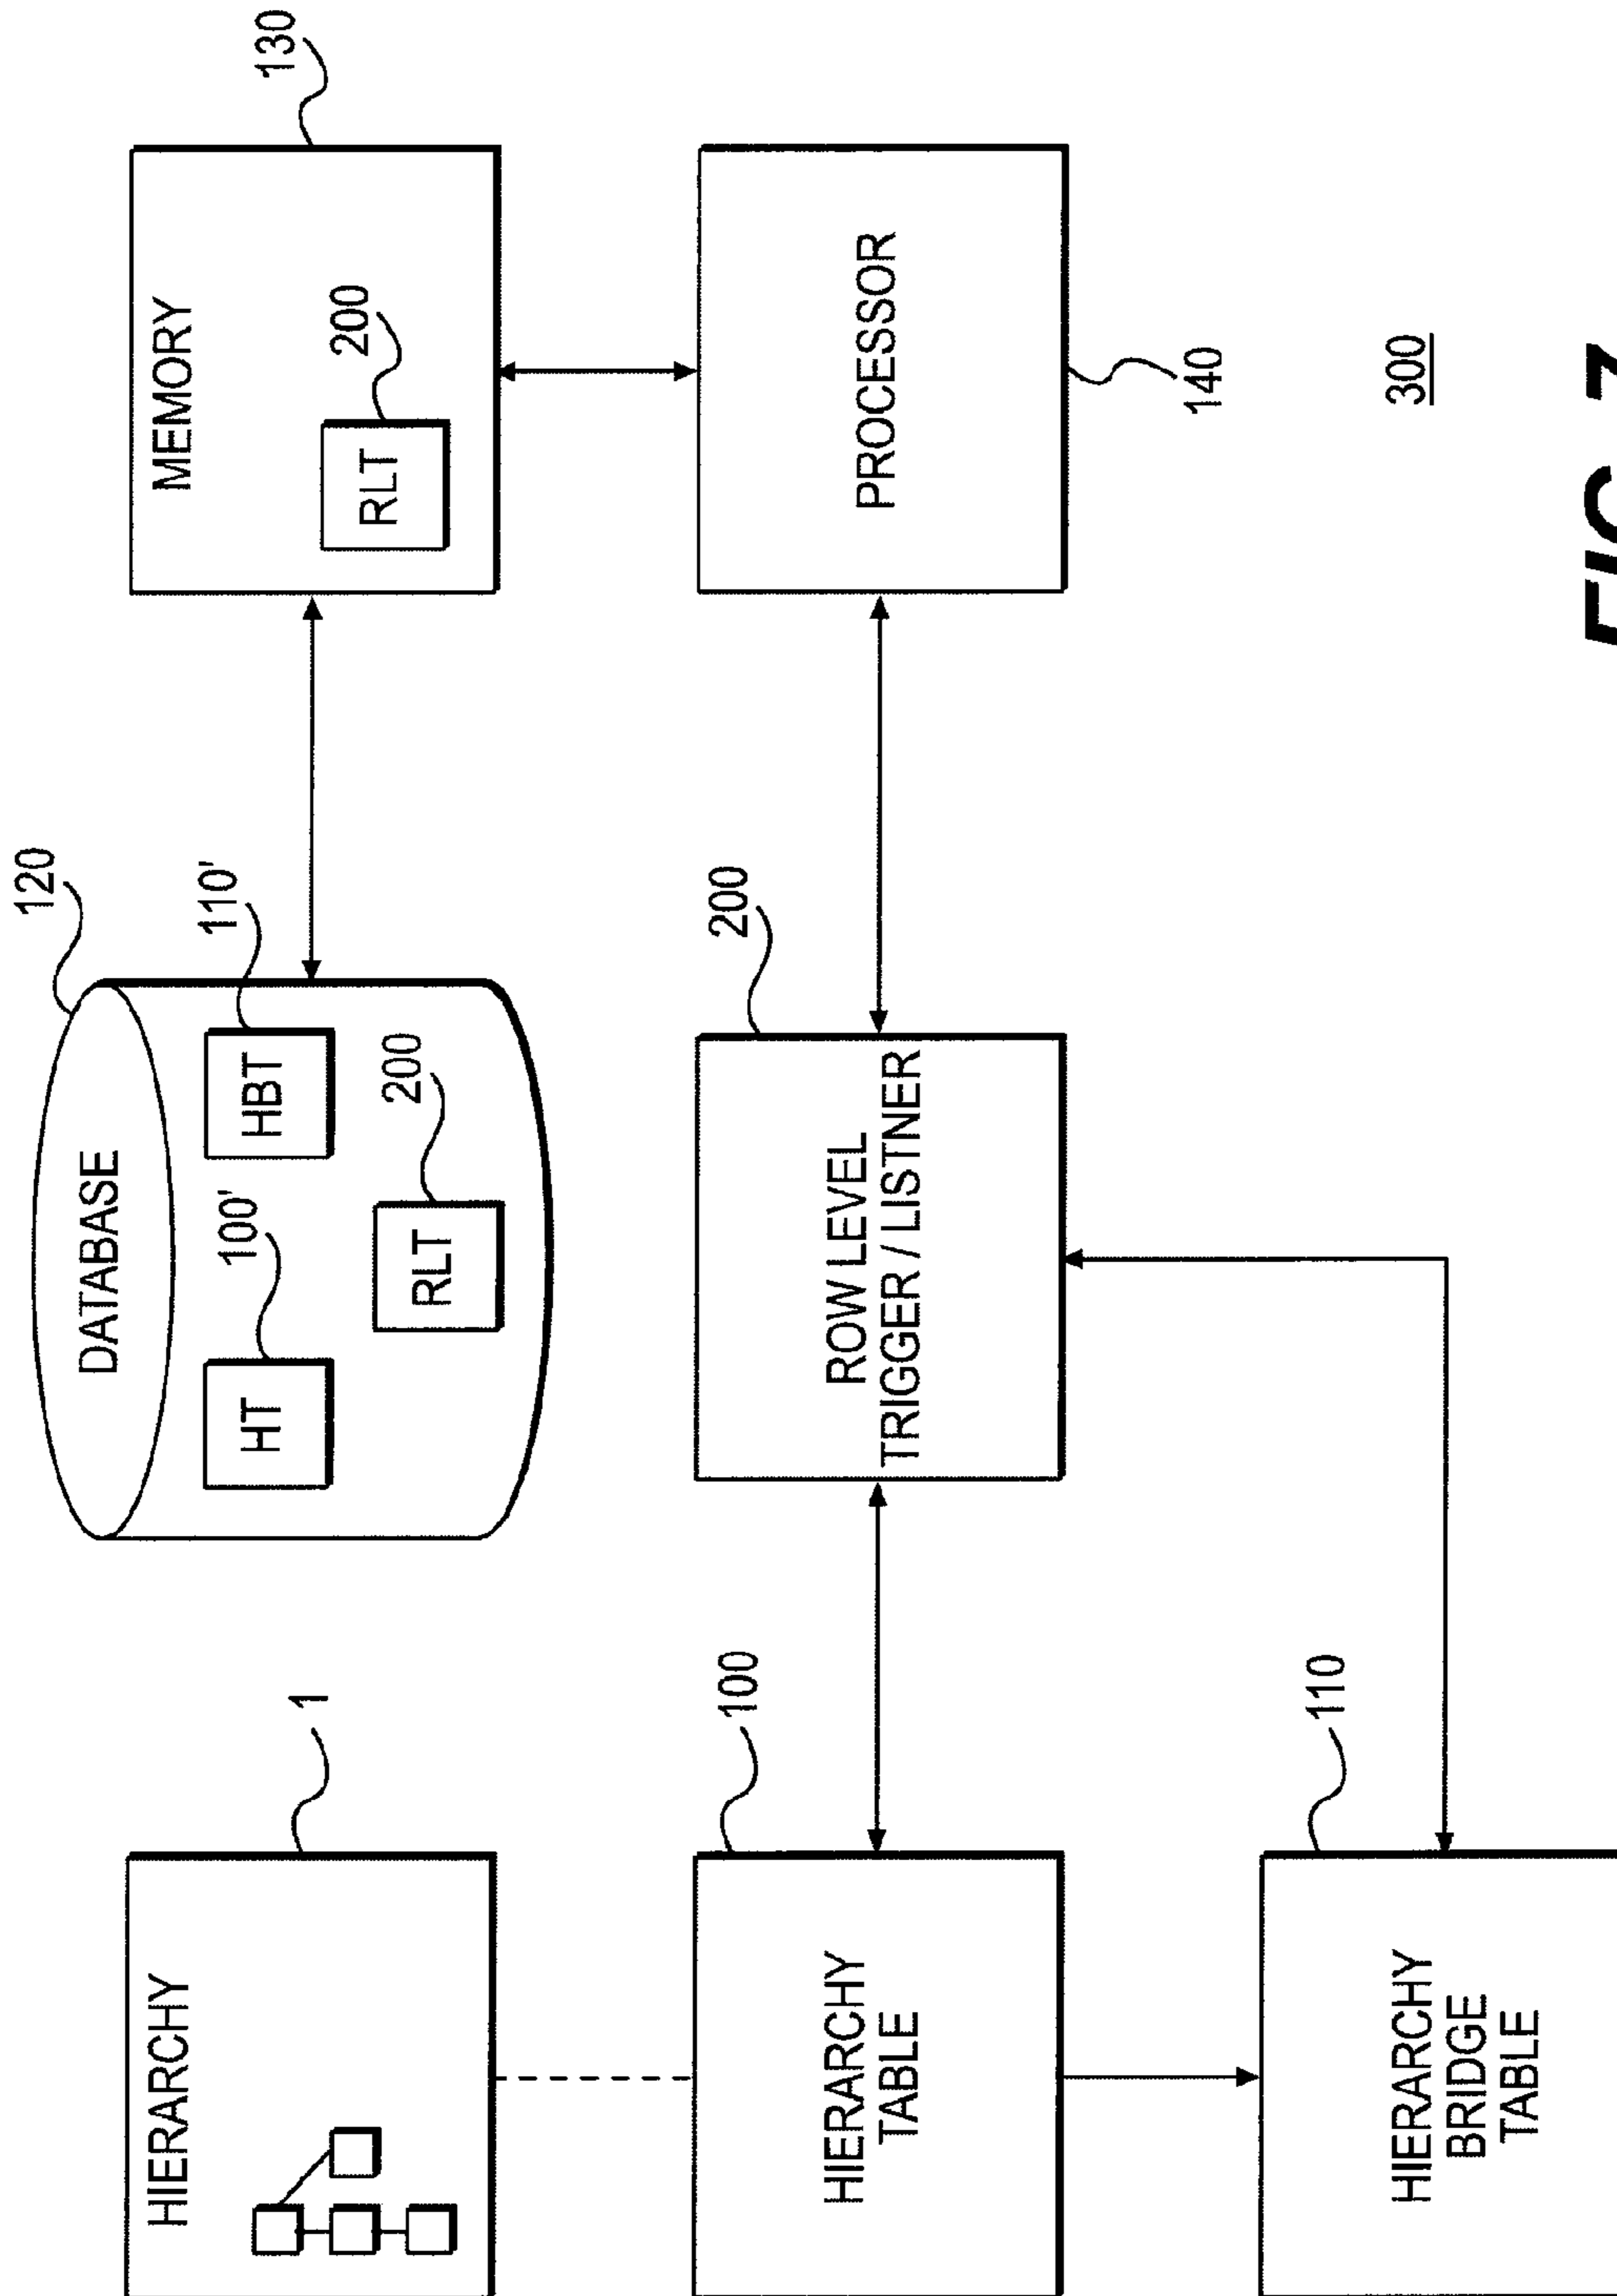 HIERARCHY
1
DATABASE
120
HT
100'
HBT
110'
RLT
200
MEMORY
130
RLT
200
HIERARCHY
TABLE
100
ROW LEVEL
TRIGGER / LISTNER
200
PROCESSOR
140
HIERARCHY
BRIDGE
TABLE
110
300
FIG